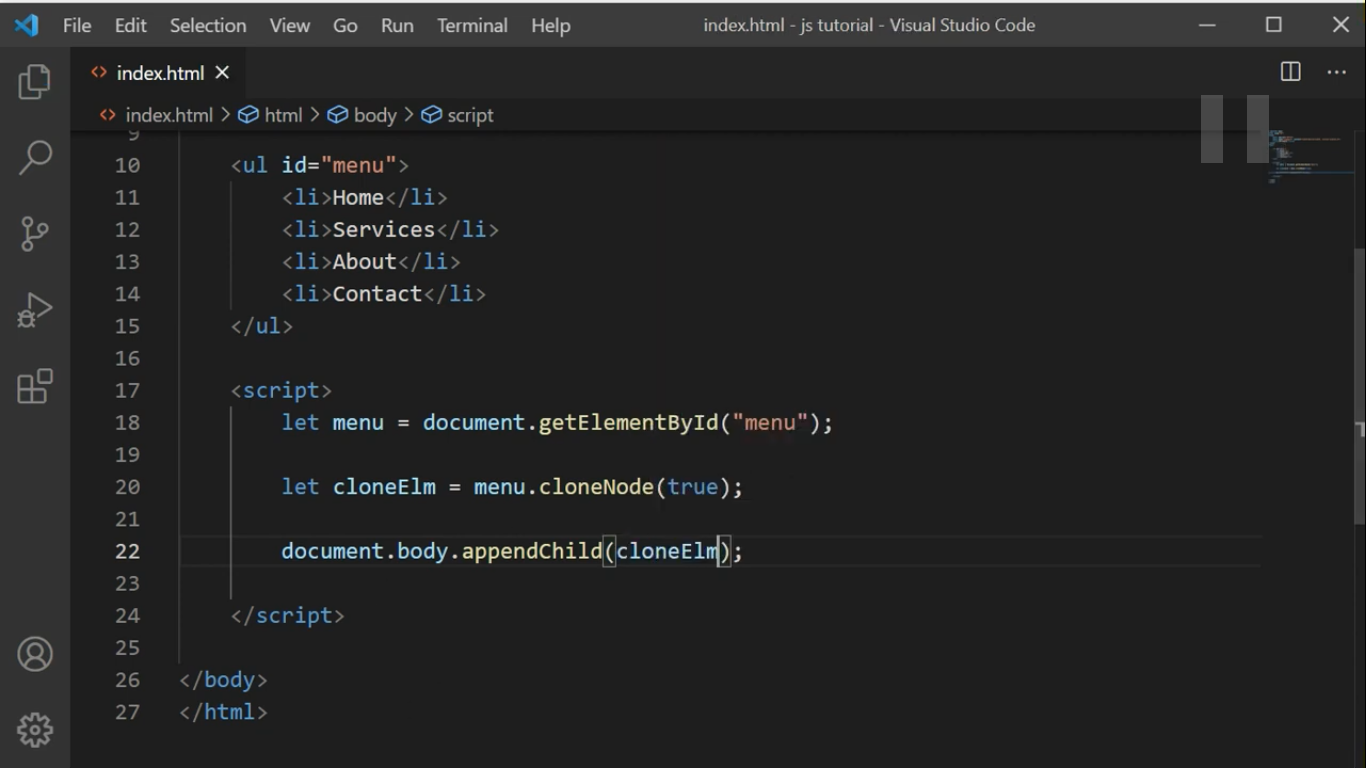 File Edit Selection View Go Run Terminal Help index.html - js tutorial - Visual Studio Code
index.html
index.html > html > body > script
9
10 <ul id="menu">
11 <li>Home</li>
12 <li>Services</li>
13 <li>About</li>
14 <li>Contact</li>
15 </ul>
16
17 <script>
18 let menu = document.getElementById("menu");
19
20 let cloneElm = menu.cloneNode(true);
21
22 document.body.appendChild(cloneElm);
23
24 </script>
25
26 </body>
27 </html>